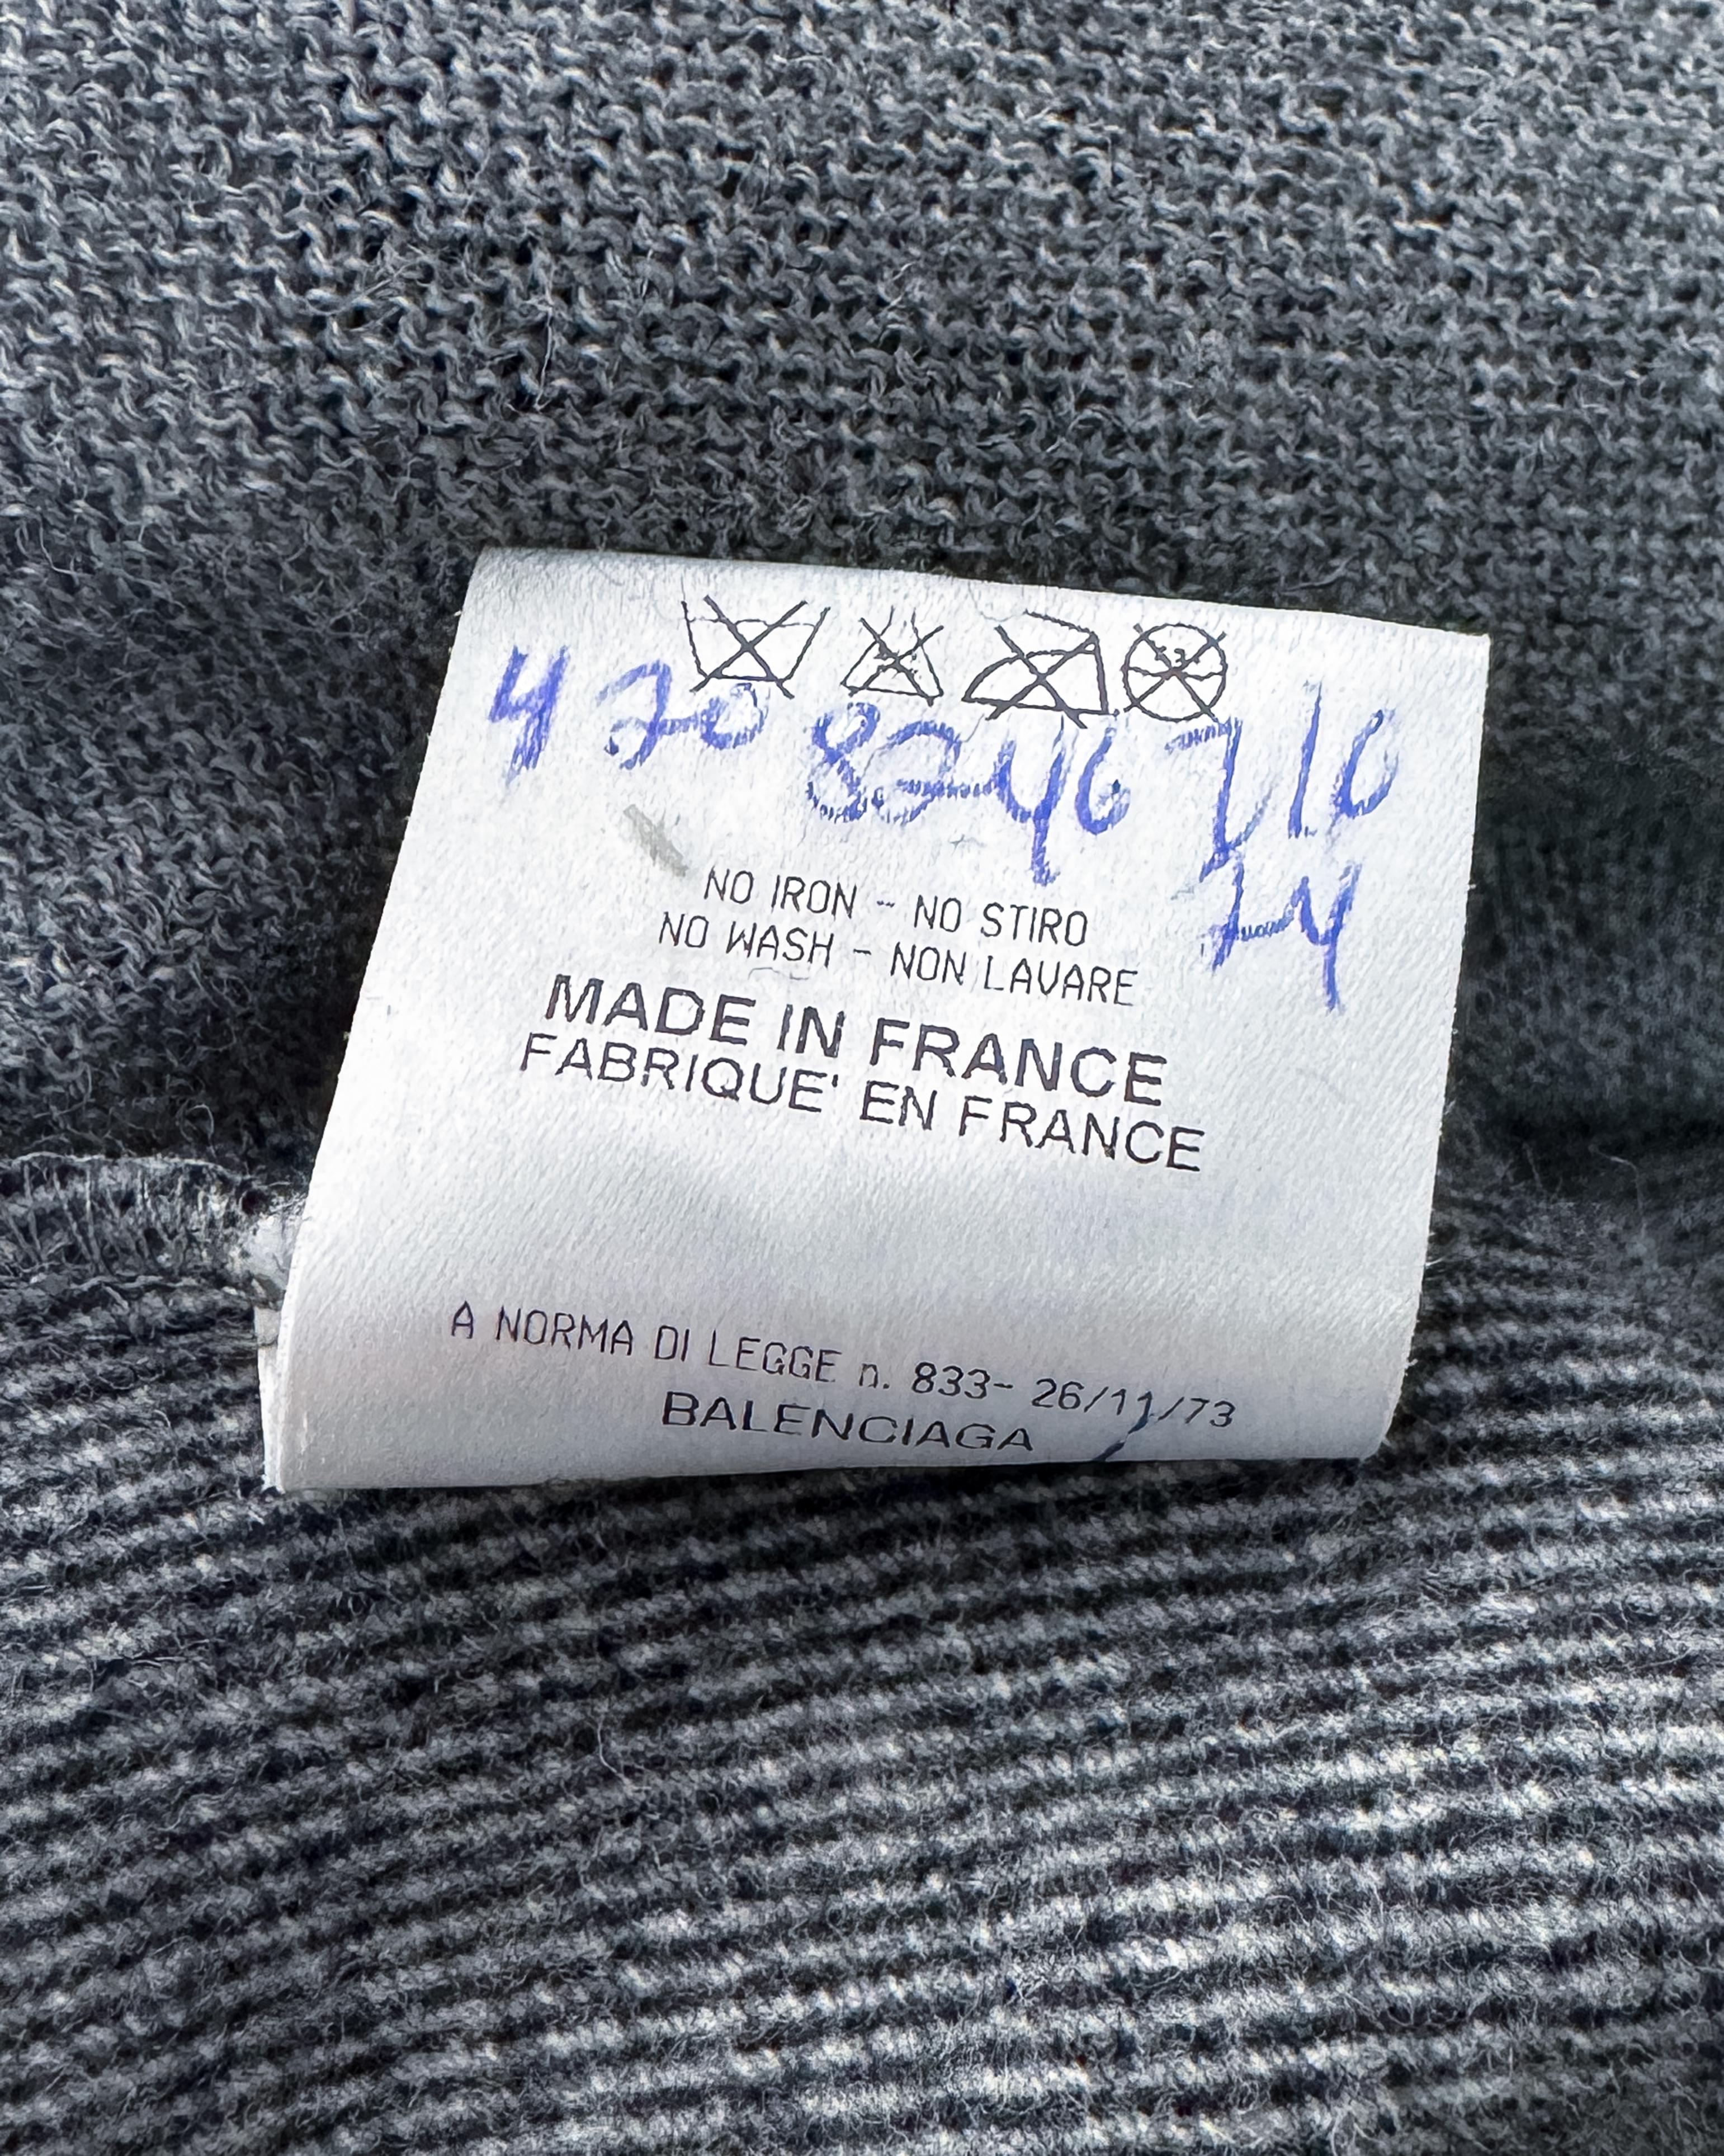 NO IRON - NO STIRO
NO WASH - NON LAVARE
MADE IN FRANCE
FABRIQUE' EN FRANCE
A NORMA DI LEGGE n. 833- 26/11/73
BALENCIAGA